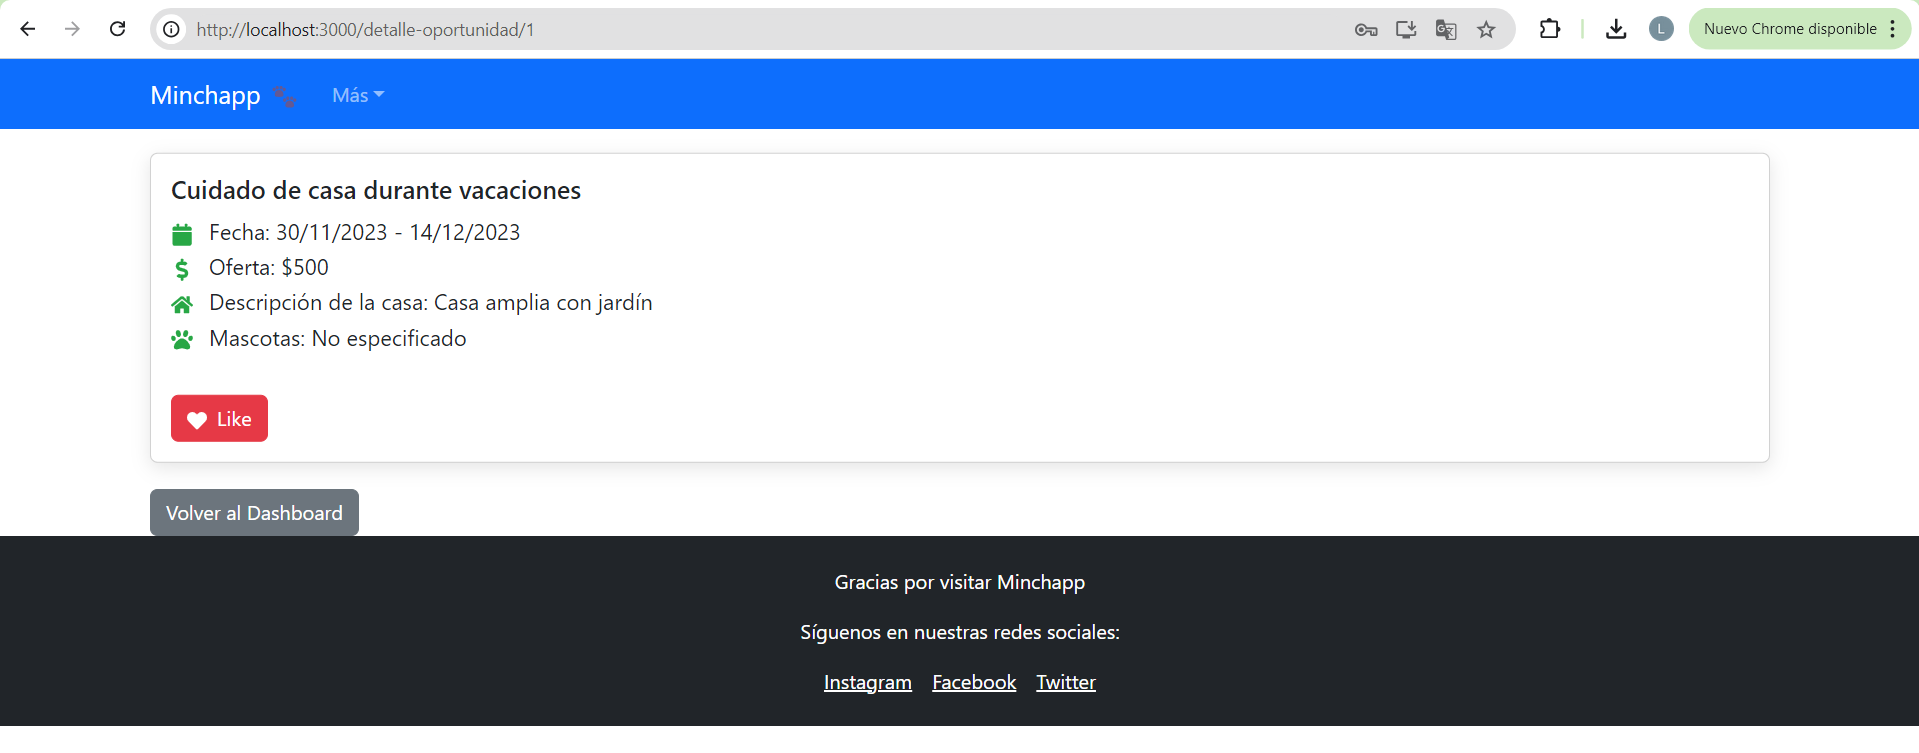 http://localhost:3000/detalle-oportunidad/1
L
Nuevo Chrome disponible
Minchapp
Más
Cuidado de casa durante vacaciones
Fecha: 30/11/2023 - 14/12/2023
Oferta: $500
Descripción de la casa: Casa amplia con jardín
Mascotas: No especificado
Like
Volver al Dashboard
Gracias por visitar Minchapp
Síguenos en nuestras redes sociales:
Instagram Facebook Twitter